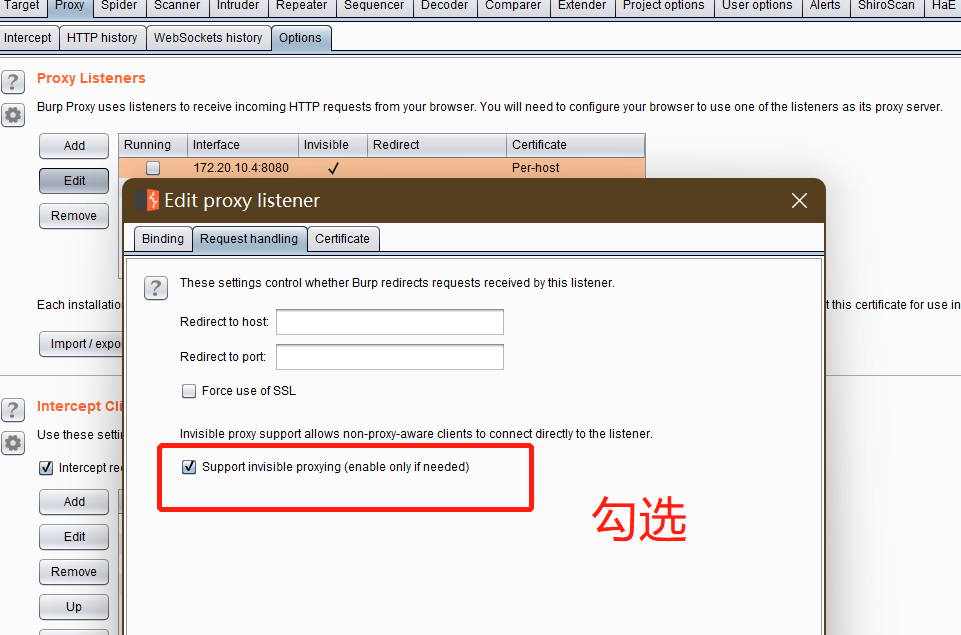 Target Proxy Spider Scanner Intruder Repeater Sequencer Decoder Comparer Extender Project options User options Alerts ShiroScan HaE
Intercept HTTP history WebSockets history Options
? Proxy Listeners
Burp Proxy uses listeners to receive incoming HTTP requests from your browser. You will need to configure your browser to use one of the listeners as its proxy server.
Add Running Interface Invisible Redirect Certificate
172.20.10.4:8080 Per-host
Edit
Remove
Edit proxy listener
Binding Request handling Certificate
? These settings control whether Burp redirects requests received by this listener.
Each installatio
t this certificate for use in
Redirect to host:
Import / expo
Redirect to port:
Force use of SSL
? Intercept Cli
Use these settin
Invisible proxy support allows non-proxy-aware clients to connect directly to the listener.
Intercept re
Support invisible proxying (enable only if needed)
勾选
Add
Edit
Remove
Up